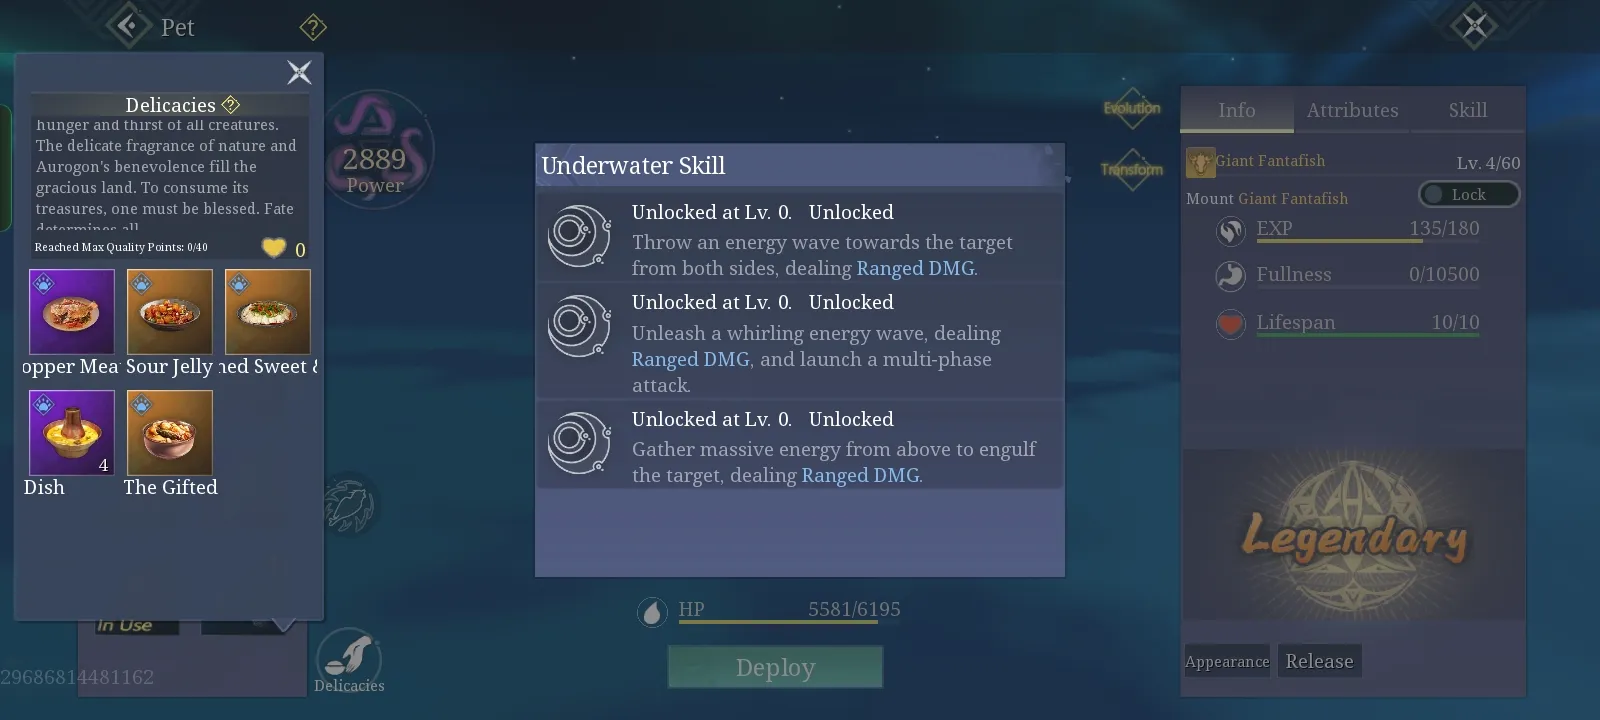 Pet
?
Delicacies ?
hunger and thirst of all creatures.
The delicate fragrance of nature and
Aurogon's benevolence fill the
gracious land. To consume its
treasures, one must be blessed. Fate
determines all
Reached Max Quality Points: 0/40
0
opper Mea
Sour Jelly
ned Sweet &
4
Dish
The Gifted
In Use
29686814481162
Delicacies
2889
Power
Underwater Skill
Unlocked at Lv. 0. Unlocked
Throw an energy wave towards the target
from both sides, dealing Ranged DMG.
Unlocked at Lv. 0. Unlocked
Unleash a whirling energy wave, dealing
Ranged DMG, and launch a multi-phase
attack.
Unlocked at Lv. 0. Unlocked
Gather massive energy from above to engulf
the target, dealing Ranged DMG.
HP 5581/6195
Deploy
Evolution
Transform
Info Attributes Skill
Giant Fantafish
Lv. 4/60
Mount Giant Fantafish
Lock
EXP 135/180
Fullness 0/10500
Lifespan 10/10
Legendary
Appearance Release